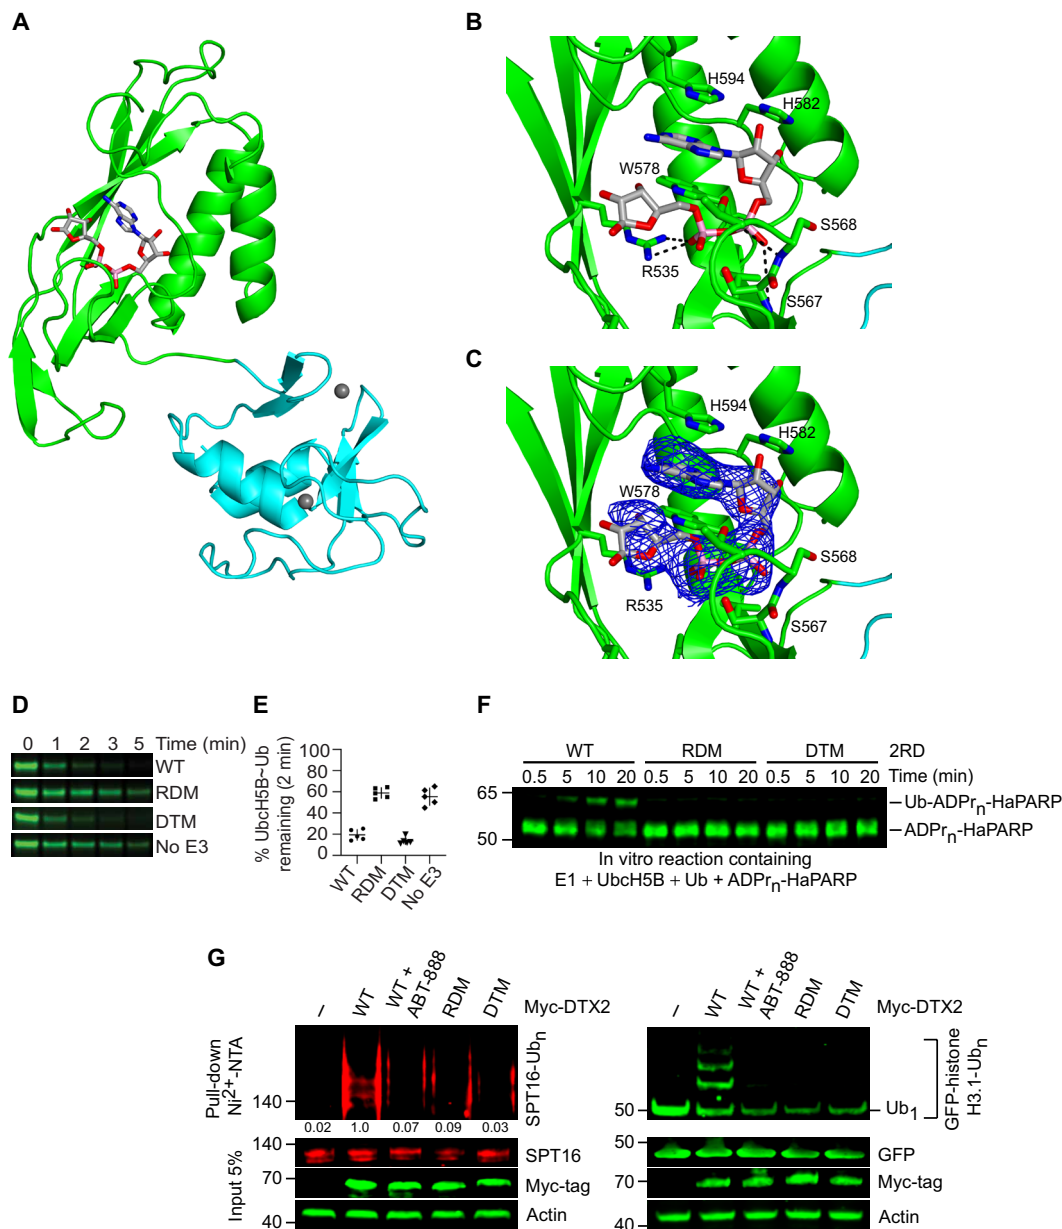 A
B
H594
H582
W578
S568
R535
S567
C
H594
H582
W578
S568
R535
S567
D
0 1 2 3 5 Time (min)
WT
RDM
DTM
No E3
E
% UbcH5B~Ub
remaining (2 min)
100
80
60
40
20
0
WT
RDM
DTM
No E3
F
WT RDM DTM 2RD
0.5 5 10 20 0.5 5 10 20 0.5 5 10 20 Time (min)
65
50
Ub-ADPrn-HaPARP
ADPrn-HaPARP
In vitro reaction containing
E1 + UbcH5B + Ub + ADPrn-HaPARP
G
– WT WT + ABT-888 RDM DTM Myc-DTX2
Pull-down
Ni2+-NTA
140
SPT16-Ubn
0.02 1.0 0.07 0.09 0.03
Input 5%
140 SPT16
70 Myc-tag
40 Actin
– WT WT + ABT-888 RDM DTM Myc-DTX2
50
Ub1
GFP-histone
H3.1-Ubn
50 GFP
70 Myc-tag
40 Actin